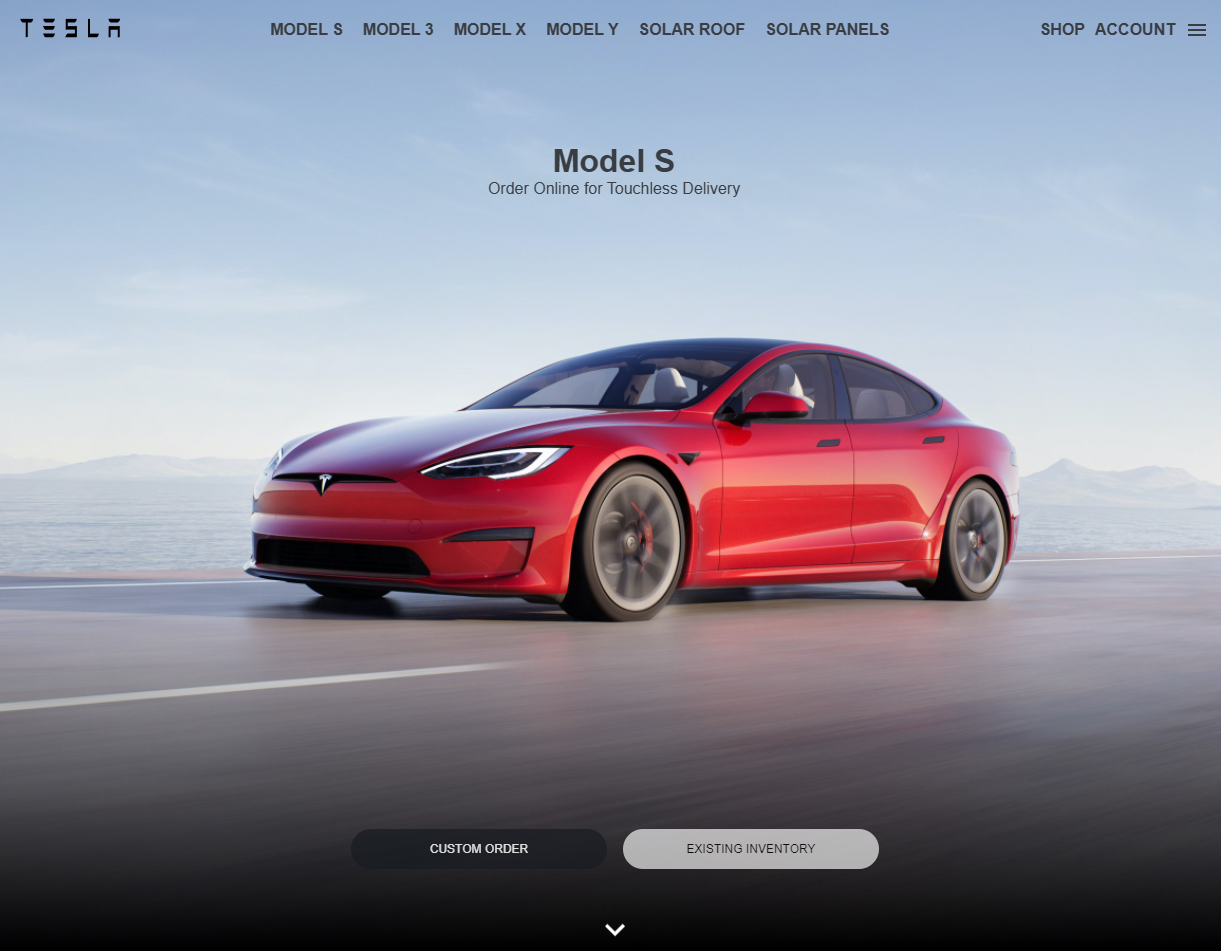 TESLA MODEL S MODEL 3 MODEL X MODEL Y SOLAR ROOF SOLAR PANELS SHOP ACCOUNT
Model S
Order Online for Touchless Delivery
CUSTOM ORDER EXISTING INVENTORY